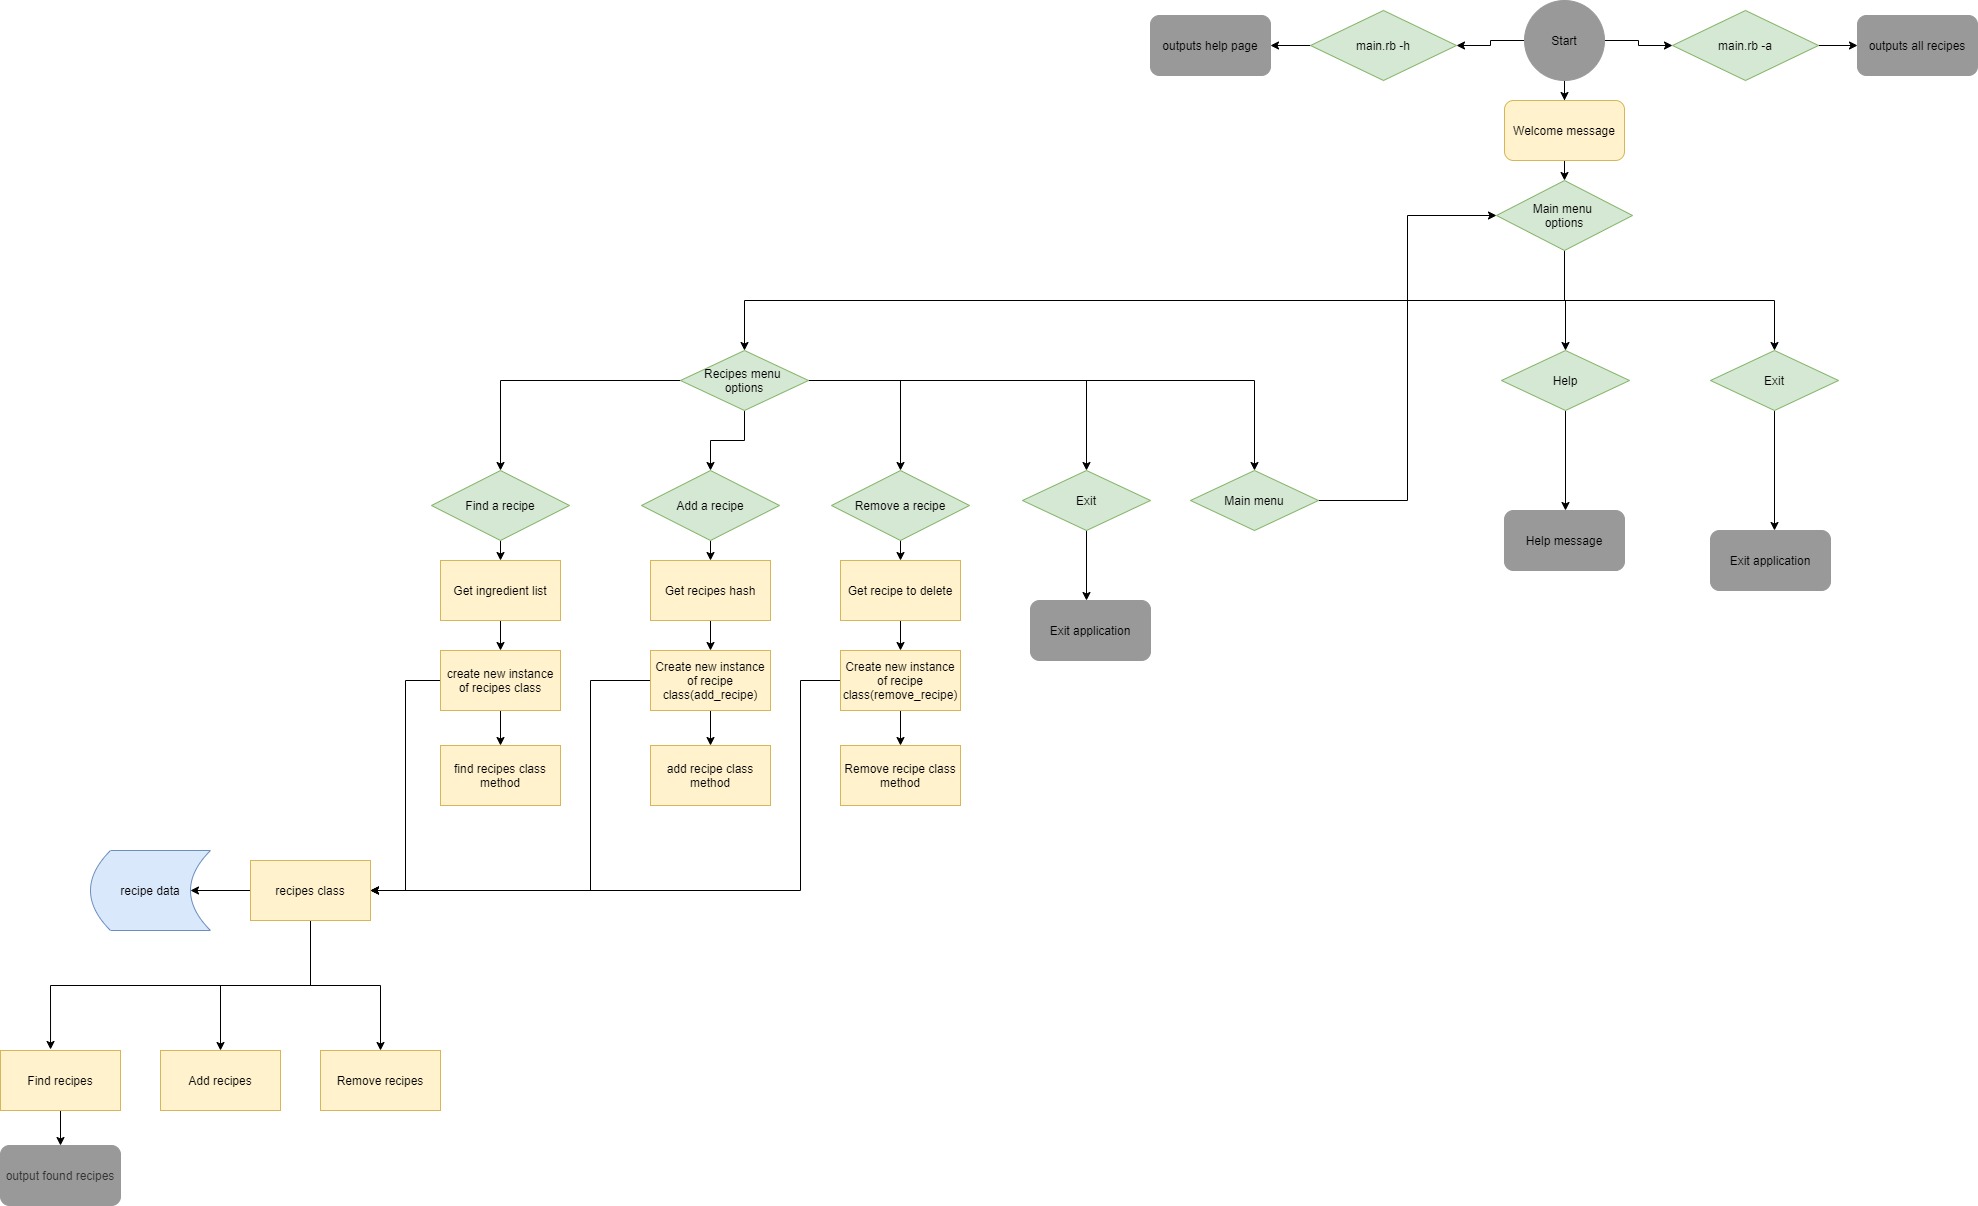 outputs help page
main.rb -h
Start
main.rb -a
outputs all recipes
Welcome message
Main menu
options
Recipes menu
options
Help
Exit
Find a recipe
Add a recipe
Remove a recipe
Exit
Main menu
Help message
Exit application
Get ingredient list
Get recipes hash
Get recipe to delete
Exit application
create new instance
of recipes class
Create new instance
of recipe
class(add_recipe)
Create new instance
of recipe
class(remove_recipe)
find recipes class
method
add recipe class
method
Remove recipe class
method
recipe data
recipes class
Find recipes
Add recipes
Remove recipes
output found recipes